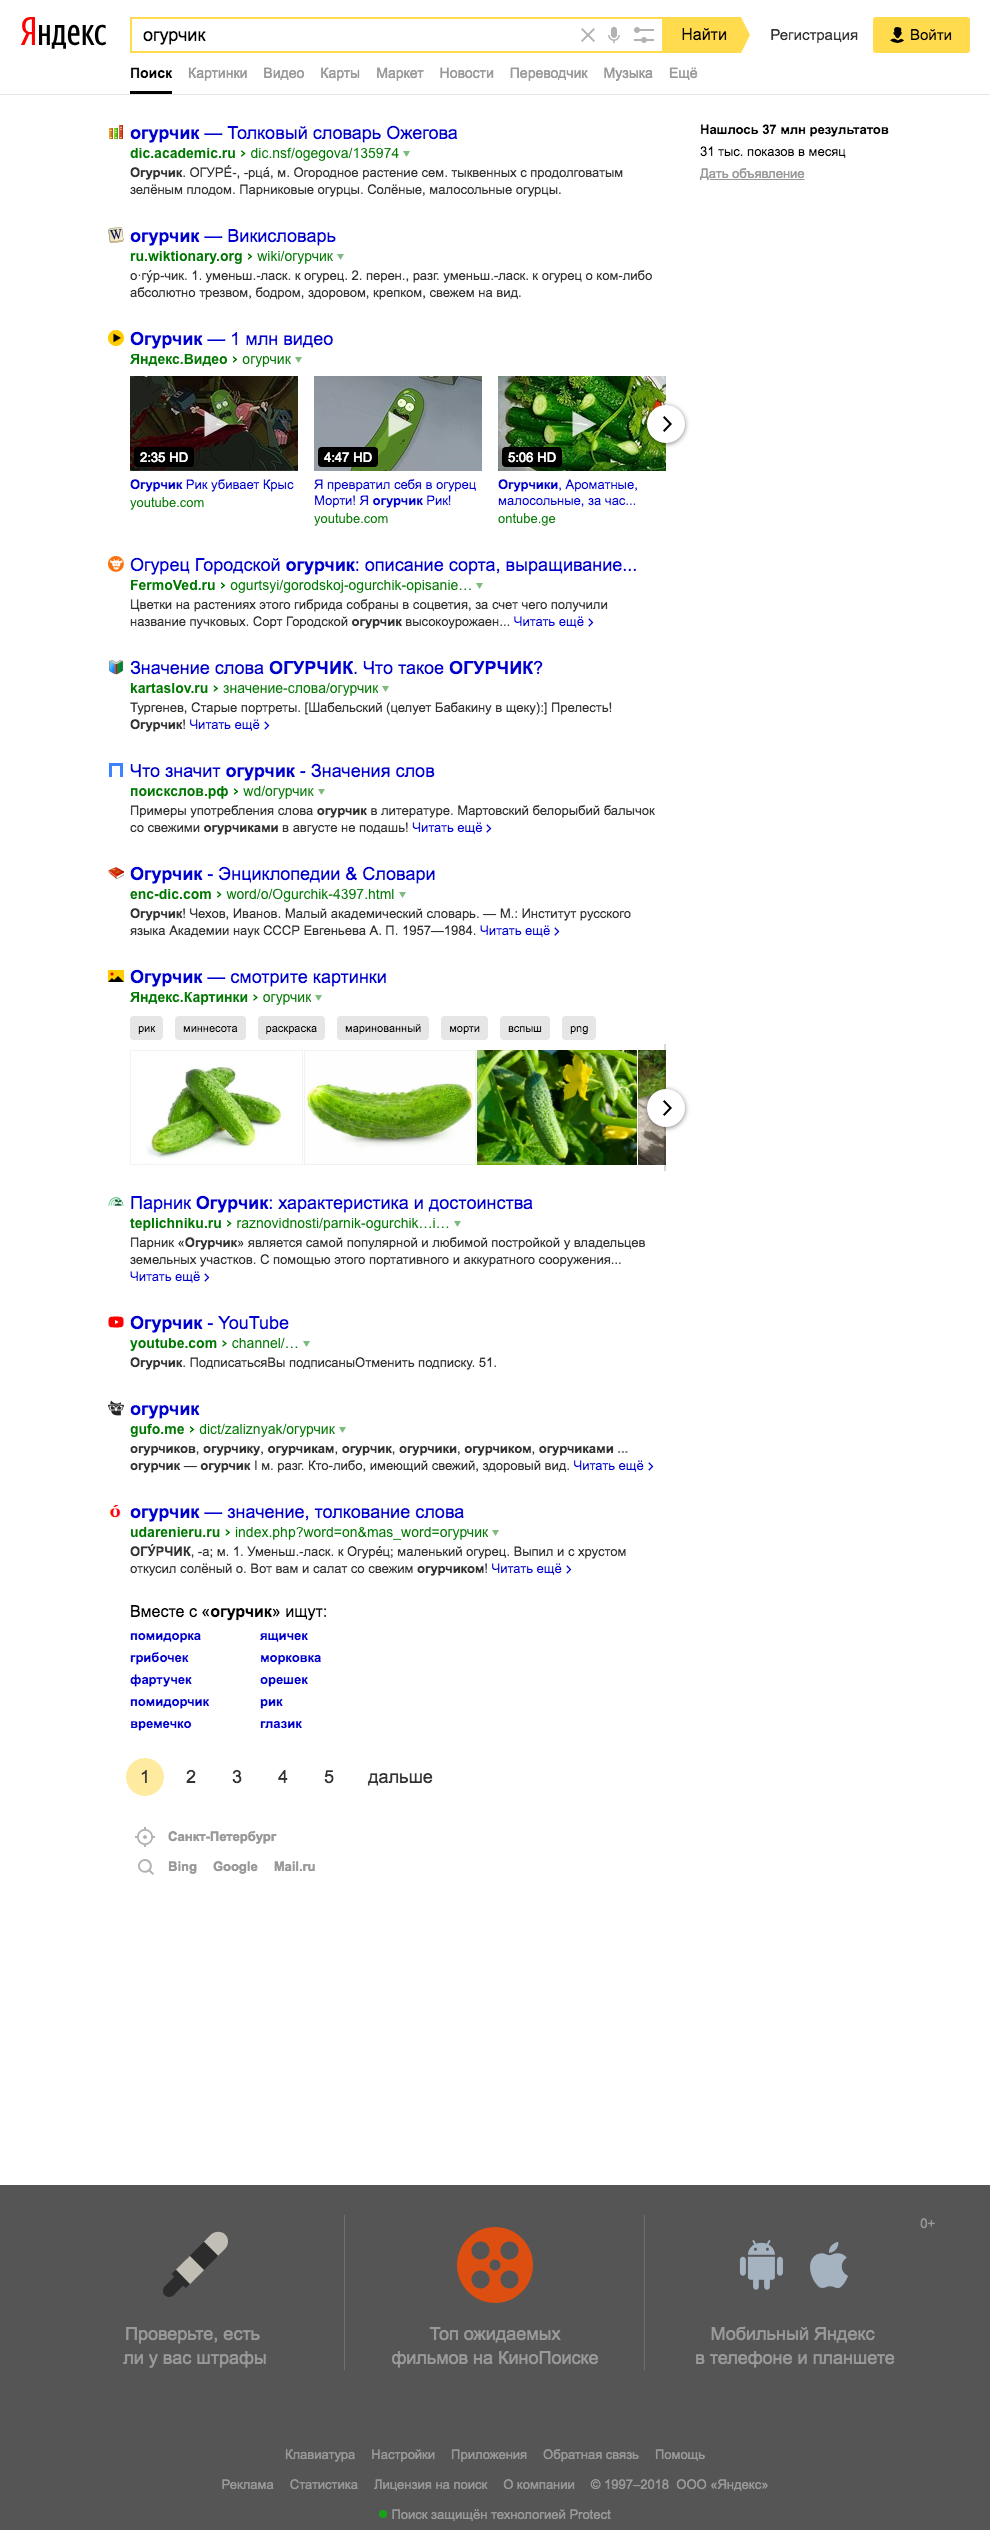 Яндекс
огурчик
Найти
Регистрация
Войти
Поиск Картинки Видео Карты Маркет Новости Переводчик Музыка Ещё
огурчик — Толковый словарь Ожегова
dic.academic.ru › dic.nsf/ogegova/135974
Огурчик. ОГУРÉ-, -рцá, м. Огородное растение сем. тыквенных с продолговатым
зелёным плодом. Парниковые огурцы. Солёные, малосольные огурцы.
Нашлось 37 млн результатов
31 тыс. показов в месяц
Дать объявление
огурчик — Викисловарь
ru.wiktionary.org › wiki/огурчик
о·гу́р-чик. 1. уменьш.-ласк. к огурец. 2. перен., разг. уменьш.-ласк. к огурец о ком-либо
абсолютно трезвом, бодром, здоровом, крепком, свежем на вид.
Огурчик — 1 млн видео
Яндекс.Видео › огурчик
2:35 HD
4:47 HD
5:06 HD
Огурчик Рик убивает Крыс
youtube.com
Я превратил себя в огурец
Морти! Я огурчик Рик!
youtube.com
Огурчики, Ароматные,
малосольные, за час...
ontube.ge
Огурец Городской огурчик: описание сорта, выращивание...
FermoVed.ru › ogurtsyi/gorodskoj-ogurchik-opisanie…
Цветки на растениях этого гибрида собраны в соцветия, за счет чего получили
название пучковых. Сорт Городской огурчик высокоурожаен... Читать ещё ›
Значение слова ОГУРЧИК. Что такое ОГУРЧИК?
kartaslov.ru › значение-слова/огурчик
Тургенев, Старые портреты. [Шабельский (целует Бабакину в щеку):] Прелесть!
Огурчик! Читать ещё ›
Что значит огурчик - Значения слов
поискслов.рф › wd/огурчик
Примеры употребления слова огурчик в литературе. Мартовский белорыбий балычок
со свежими огурчиками в августе не подашь! Читать ещё ›
Огурчик - Энциклопедии & Словари
enc-dic.com › word/o/Ogurchik-4397.html
Огурчик! Чехов, Иванов. Малый академический словарь. — М.: Институт русского
языка Академии наук СССР Евгеньева А. П. 1957—1984. Читать ещё ›
Огурчик — смотрите картинки
Яндекс.Картинки › огурчик
рик миннесота раскраска маринованный морти вспыш png
Парник Огурчик: характеристика и достоинства
teplichniku.ru › raznovidnosti/parnik-ogurchik…i…
Парник «Огурчик» является самой популярной и любимой постройкой у владельцев
земельных участков. С помощью этого портативного и аккуратного сооружения...
Читать ещё ›
Огурчик - YouTube
youtube.com › channel/…
Огурчик. ПодписатьсяВы подписаныОтменить подписку. 51.
огурчик
gufo.me › dict/zaliznyak/огурчик
огурчиков, огурчику, огурчикам, огурчик, огурчики, огурчиком, огурчиками ...
огурчик — огурчик I м. разг. Кто-либо, имеющий свежий, здоровый вид. Читать ещё ›
огурчик — значение, толкование слова
udarenieru.ru › index.php?word=on&mas_word=огурчик
ОГУ́РЧИК, -а; м. 1. Уменьш.-ласк. к Огурéц; маленький огурец. Выпил и с хрустом
откусил солёный о. Вот вам и салат со свежим огурчиком! Читать ещё ›
Вместе с «огурчик» ищут:
помидорка ящичек
грибочек морковка
фартучек орешек
помидорчик рик
времечко глазик
1 2 3 4 5 дальше
Санкт-Петербург
Bing Google Mail.ru
0+
Проверьте, есть
ли у вас штрафы
Топ ожидаемых
фильмов на КиноПоиске
Мобильный Яндекс
в телефоне и планшете
Клавиатура Настройки Приложения Обратная связь Помощь
Реклама Статистика Лицензия на поиск О компании © 1997–2018 ООО «Яндекс»
Поиск защищён технологией Protect